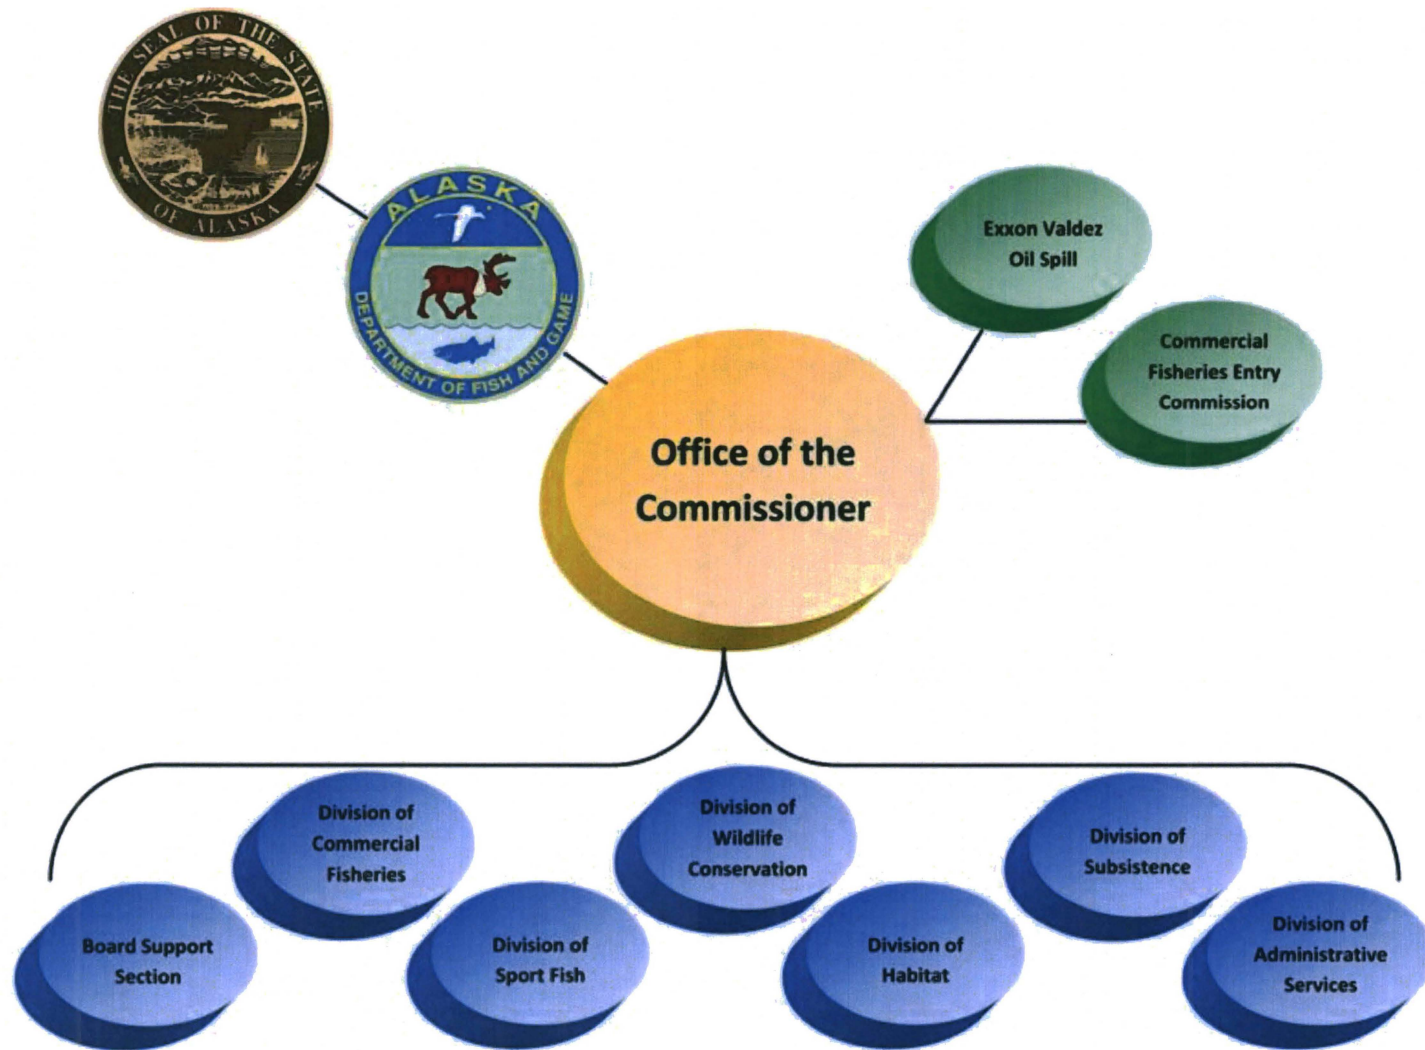 THE SEAL OF THE STATE
OF ALASKA
ALASKA
DEPARTMENT OF FISH AND GAME
Exxon Valdez
Oil Spill
Commercial
Fisheries Entry
Commission
Office of the
Commissioner
Division of
Commercial
Fisheries
Division of
Wildlife
Conservation
Division of
Subsistence
Board Support
Section
Division of
Sport Fish
Division of
Habitat
Division of
Administrative
Services